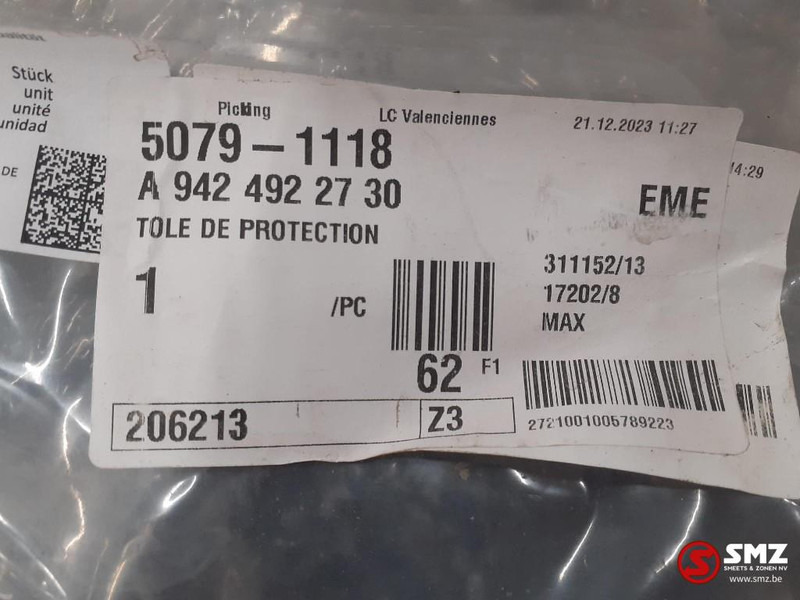 Stück
unit
unité
unidad
DE
Picking LC Valenciennes 21.12.2023 11:27
5079-1118
A 942 492 27 30 EME
TOLE DE PROTECTION
1 /PC
311152/13
17202/8
MAX
62 F1
2721001005789223
206213 Z3
14:29
SMZ
SMEETS & ZONEN NV
www.smz.be